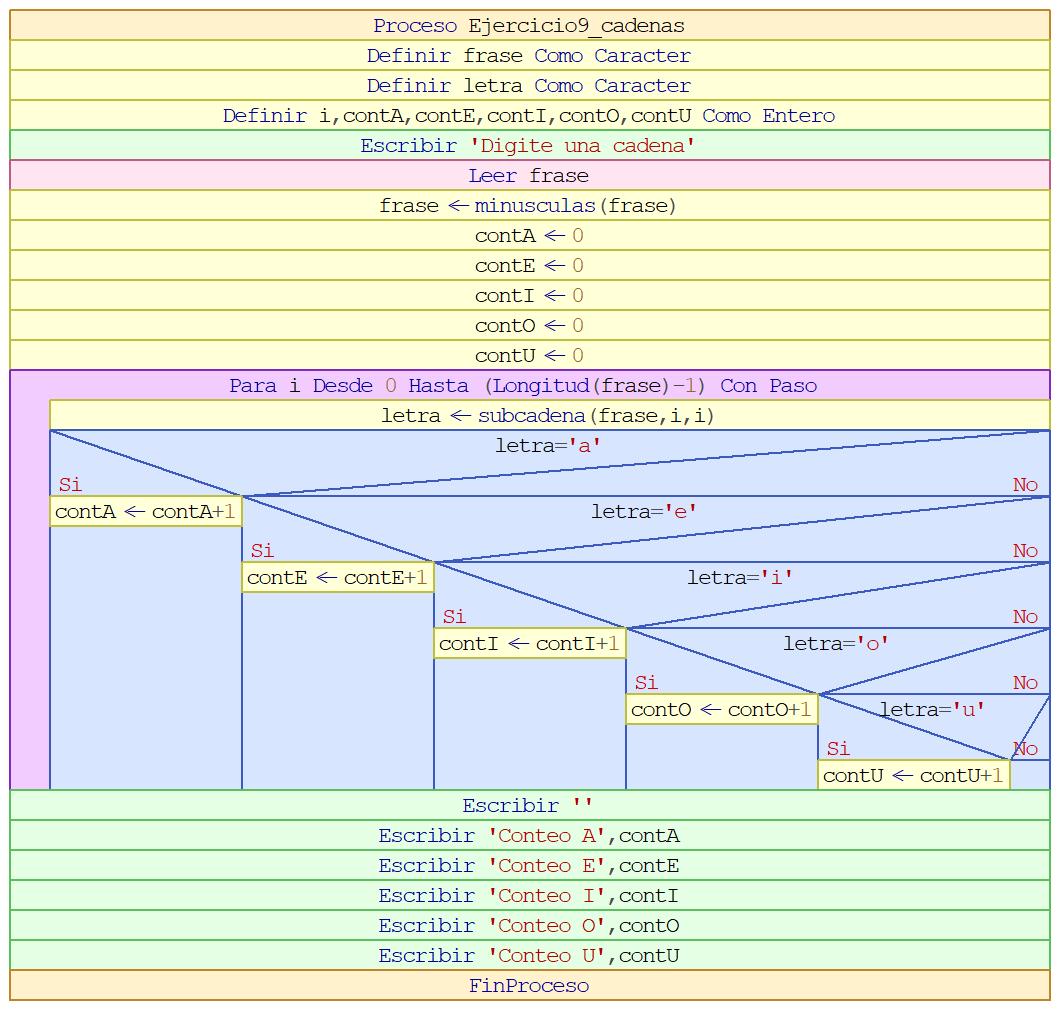 Proceso Ejercicio9_cadenas
Definir frase Como Caracter
Definir letra Como Caracter
Definir i,contA,contE,contI,contO,contU Como Entero
Escribir 'Digite una cadena'
Leer frase
frase ← minusculas(frase)
contA ← 0
contE ← 0
contI ← 0
contO ← 0
contU ← 0
Para i Desde 0 Hasta (Longitud(frase)-1) Con Paso
letra ← subcadena(frase,i,i)
letra='a'
Si No
contA ← contA+1
letra='e'
Si No
contE ← contE+1
letra='i'
Si No
contI ← contI+1
letra='o'
Si No
contO ← contO+1
letra='u'
Si No
contU ← contU+1
Escribir ''
Escribir 'Conteo A',contA
Escribir 'Conteo E',contE
Escribir 'Conteo I',contI
Escribir 'Conteo O',contO
Escribir 'Conteo U',contU
FinProceso